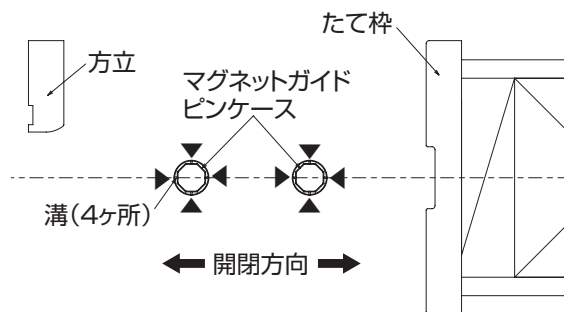 たて枠
方立
マグネットガイド
ピンケース
溝(4ヶ所)
開閉方向